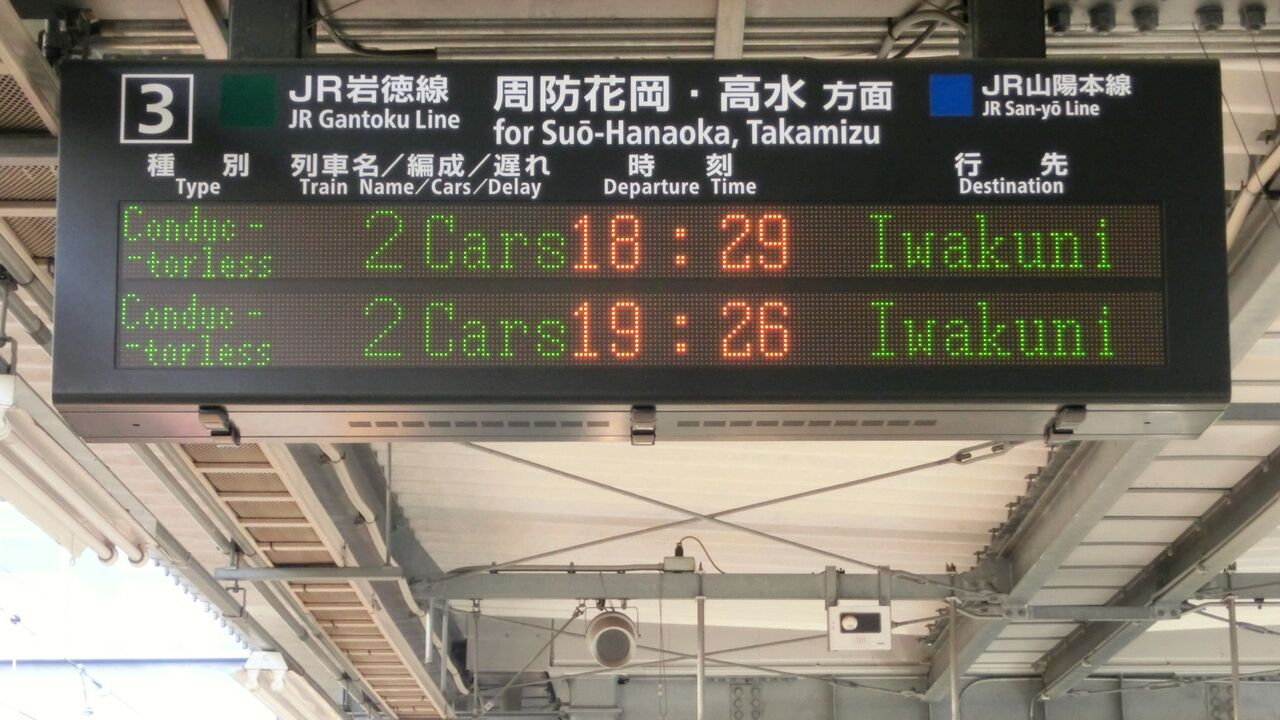 3 JR岩徳線 周防花岡・高水 方面 JR山陽本線
JR Gantoku Line for Suō-Hanaoka, Takamizu JR San-yō Line
種別 列車名/編成/遅れ 時刻 行先
Type Train Name/Cars/Delay Departure Time Destination
Conduc-
-torless 2 Cars 18:29 Iwakuni
Conduc-
-torless 2 Cars 19:26 Iwakuni